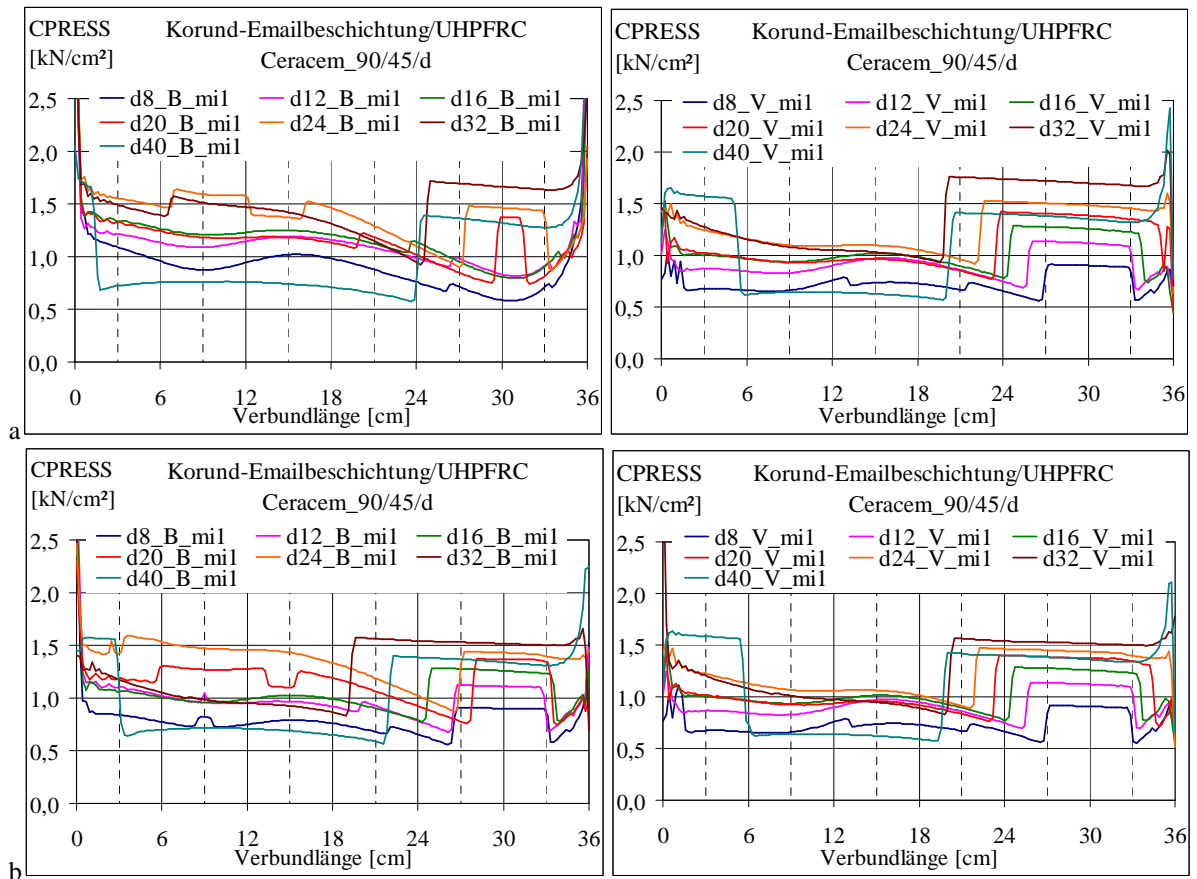 CPRESS Korund-Emailbeschichtung/UHPFRC
[kN/cm²] Ceracem_90/45/d
2,5
d8_B_mi1 d12_B_mi1 d16_B_mi1
d20_B_mi1 d24_B_mi1 d32_B_mi1
d40_B_mi1
2,0
1,5
1,0
0,5
0,0
0 6 12 18 24 30 36
Verbundlänge [cm]
CPRESS Korund-Emailbeschichtung/UHPFRC
[kN/cm²] Ceracem_90/45/d
2,5
d8_V_mi1 d12_V_mi1 d16_V_mi1
d20_V_mi1 d24_V_mi1 d32_V_mi1
d40_V_mi1
2,0
1,5
1,0
0,5
0,0
0 6 12 18 24 30 36
Verbundlänge [cm]
a
CPRESS Korund-Emailbeschichtung/UHPFRC
[kN/cm²] Ceracem_90/45/d
2,5
d8_B_mi1 d12_B_mi1 d16_B_mi1
d20_B_mi1 d24_B_mi1 d32_B_mi1
d40_B_mi1
2,0
1,5
1,0
0,5
0,0
0 6 12 18 24 30 36
Verbundlänge [cm]
CPRESS Korund-Emailbeschichtung/UHPFRC
[kN/cm²] Ceracem_90/45/d
2,5
d8_V_mi1 d12_V_mi1 d16_V_mi1
d20_V_mi1 d24_V_mi1 d32_V_mi1
d40_V_mi1
2,0
1,5
1,0
0,5
0,0
0 6 12 18 24 30 36
Verbundlänge [cm]
b